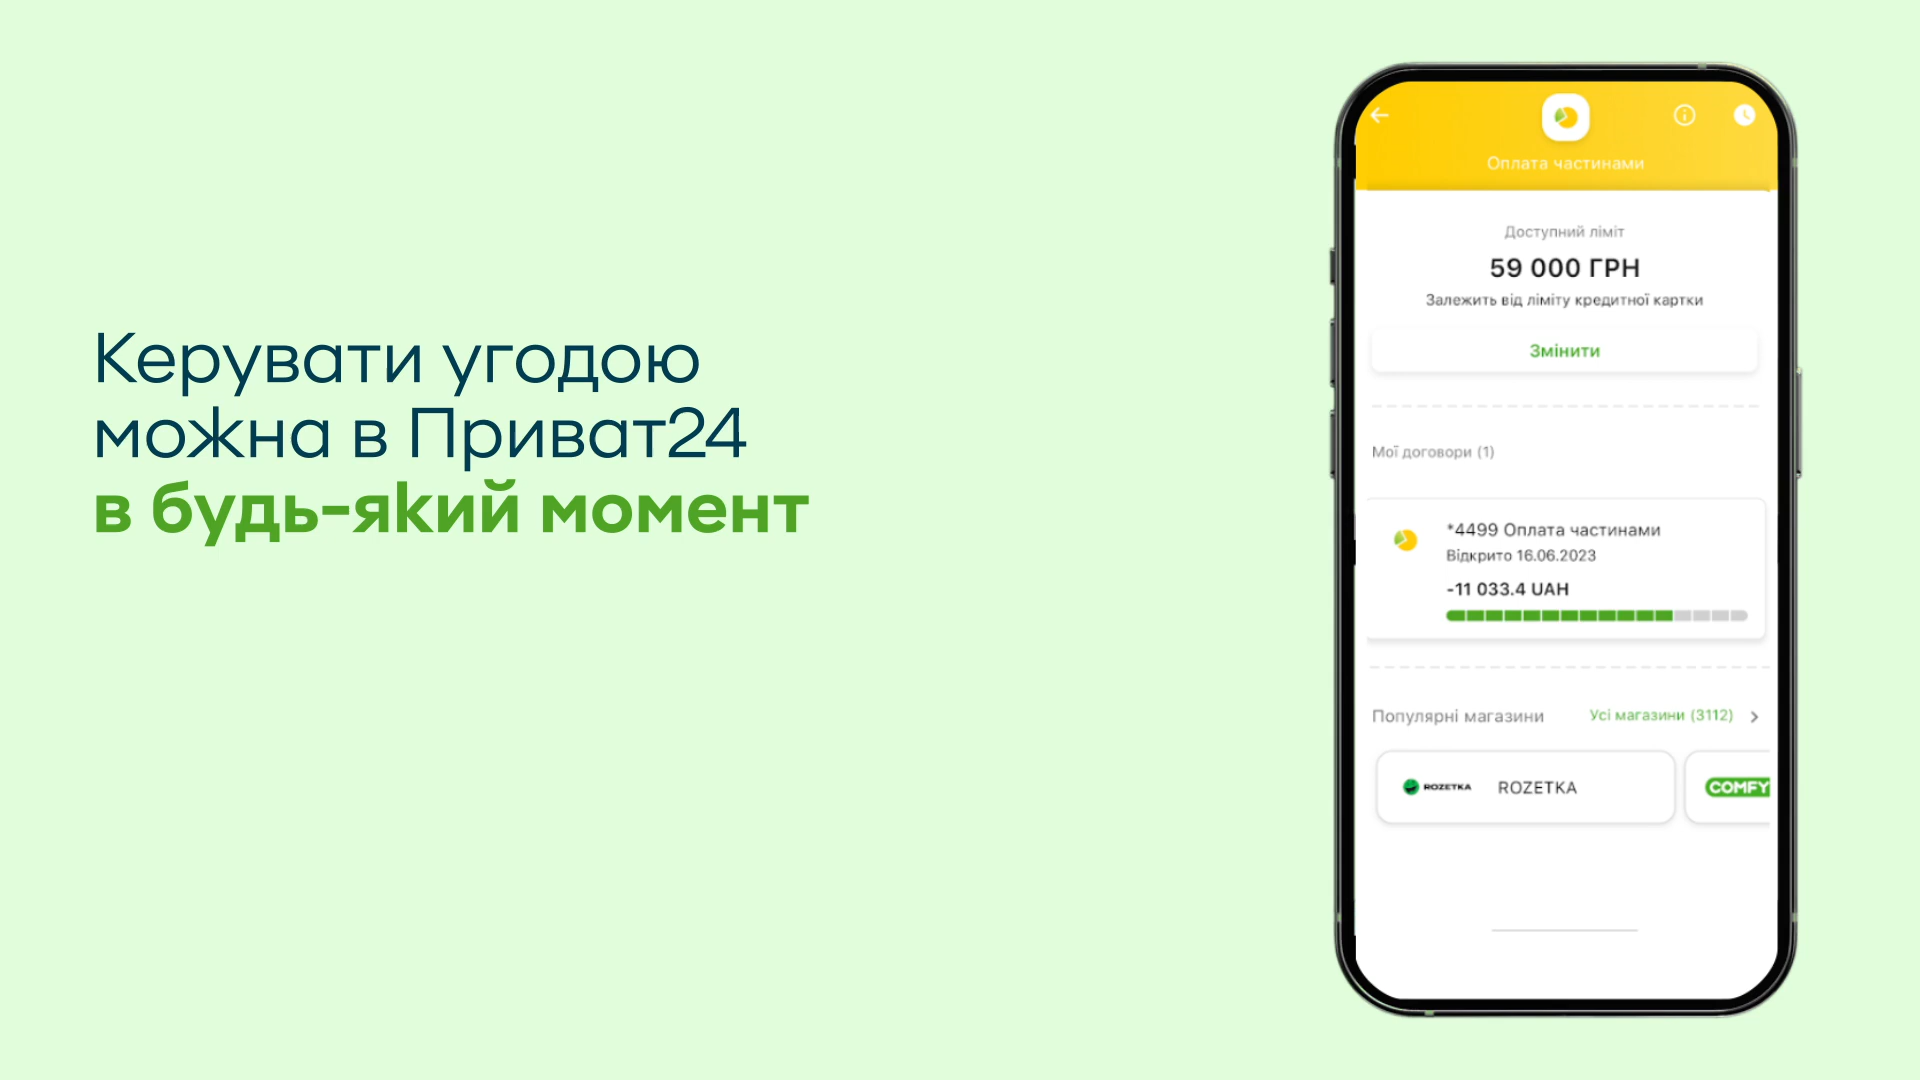 Керувати угодою
можна в Приват24
в будь-який момент
Оплата частинами
Доступний ліміт
59 000 ГРН
Залежить від ліміту кредитної картки
Змінити
Мої договори (1)
*4499 Оплата частинами
Відкрито 16.06.2023
-11 033.4 UAH
Популярні магазини Усі магазини (3112)
ROZETKA ROZETKA COMFY